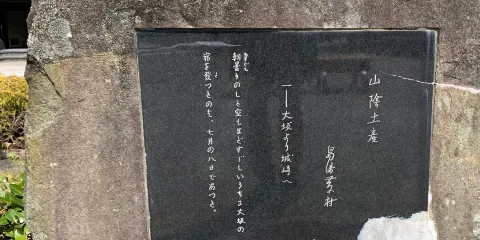 山陰土産
島崎藤村
一──大阪より城崎へ
朝曇りのした空もまだすゞしいうちに大阪の
宿を發つたのは、七月の八日であつた。